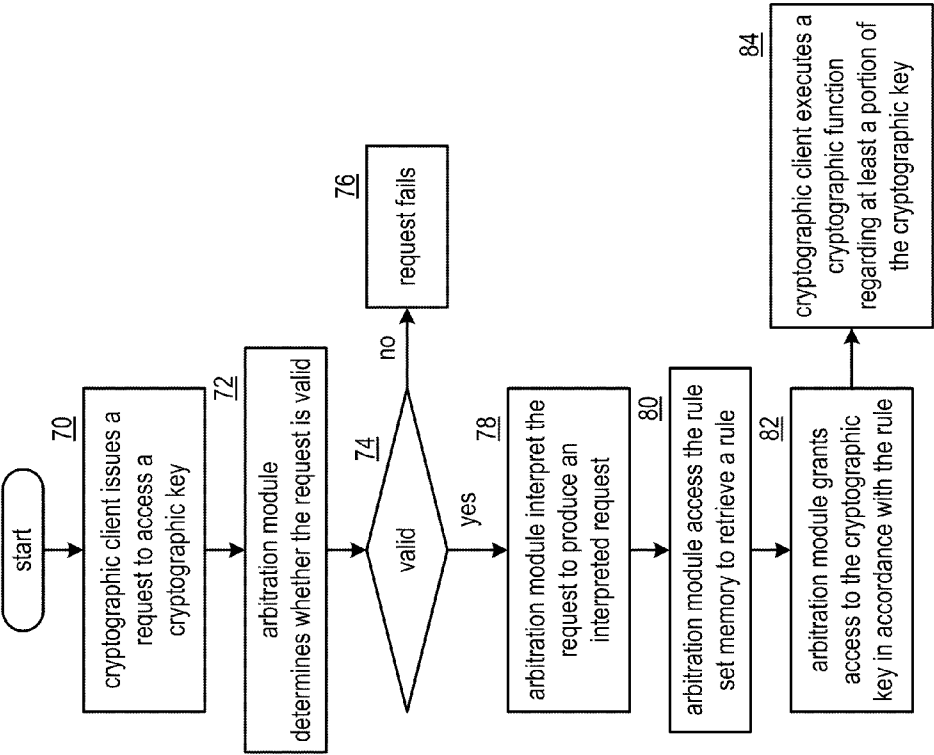 start
70
cryptographic client issues a
request to access a
cryptographic key
72
arbitration module
determines whether the request is valid
74
valid
no
76
request fails
yes
78
arbitration module interpret the
request to produce an
interpreted request
80
arbitration module access the rule
set memory to retrieve a rule
82
arbitration module grants
access to the cryptographic
key in accordance with the rule
84
cryptographic client executes a
cryptographic function
regarding at least a portion of
the cryptographic key